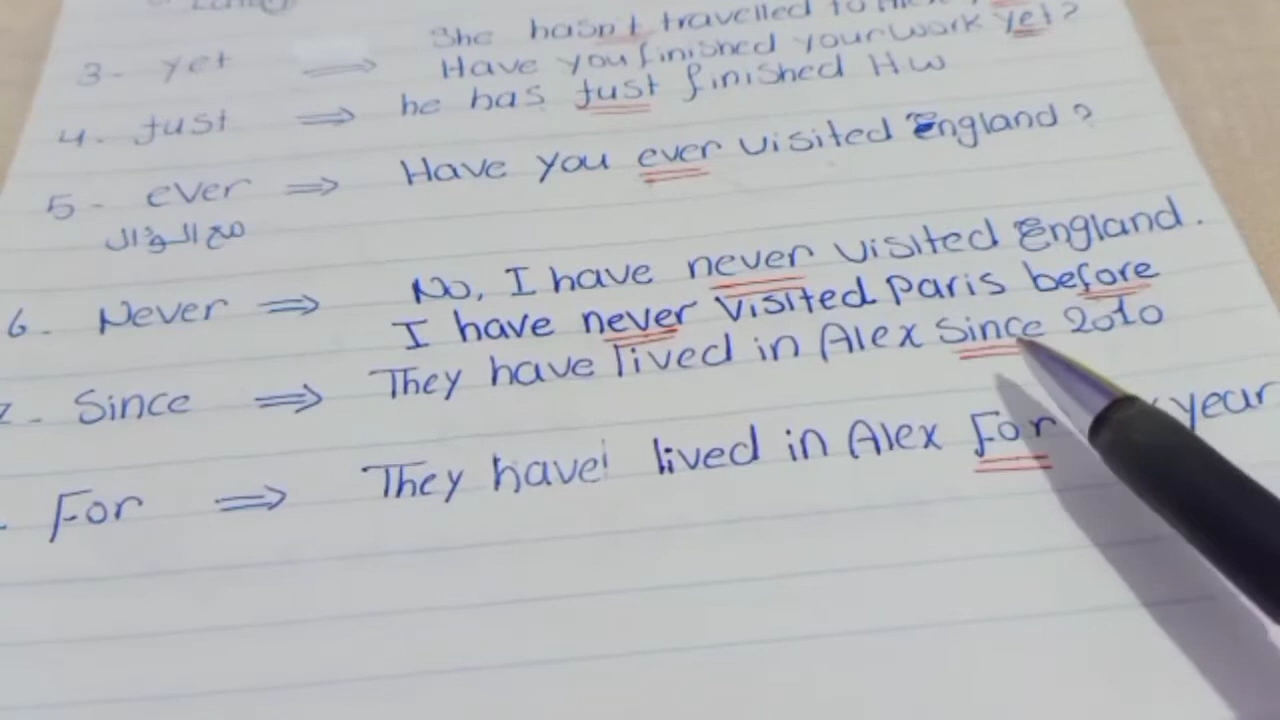 She hasn't travelled to
3- yet ⇒ Have you finished your work yet?
4. Just ⇒ he has Just finished Hw
5- ever ⇒ Have you ever visited England?
مع السؤال
6- Never ⇒ No, I have never visited England.
I have never visited Paris before
- Since ⇒ They have lived in Alex Since 2010
- For ⇒ They have lived in Alex For year